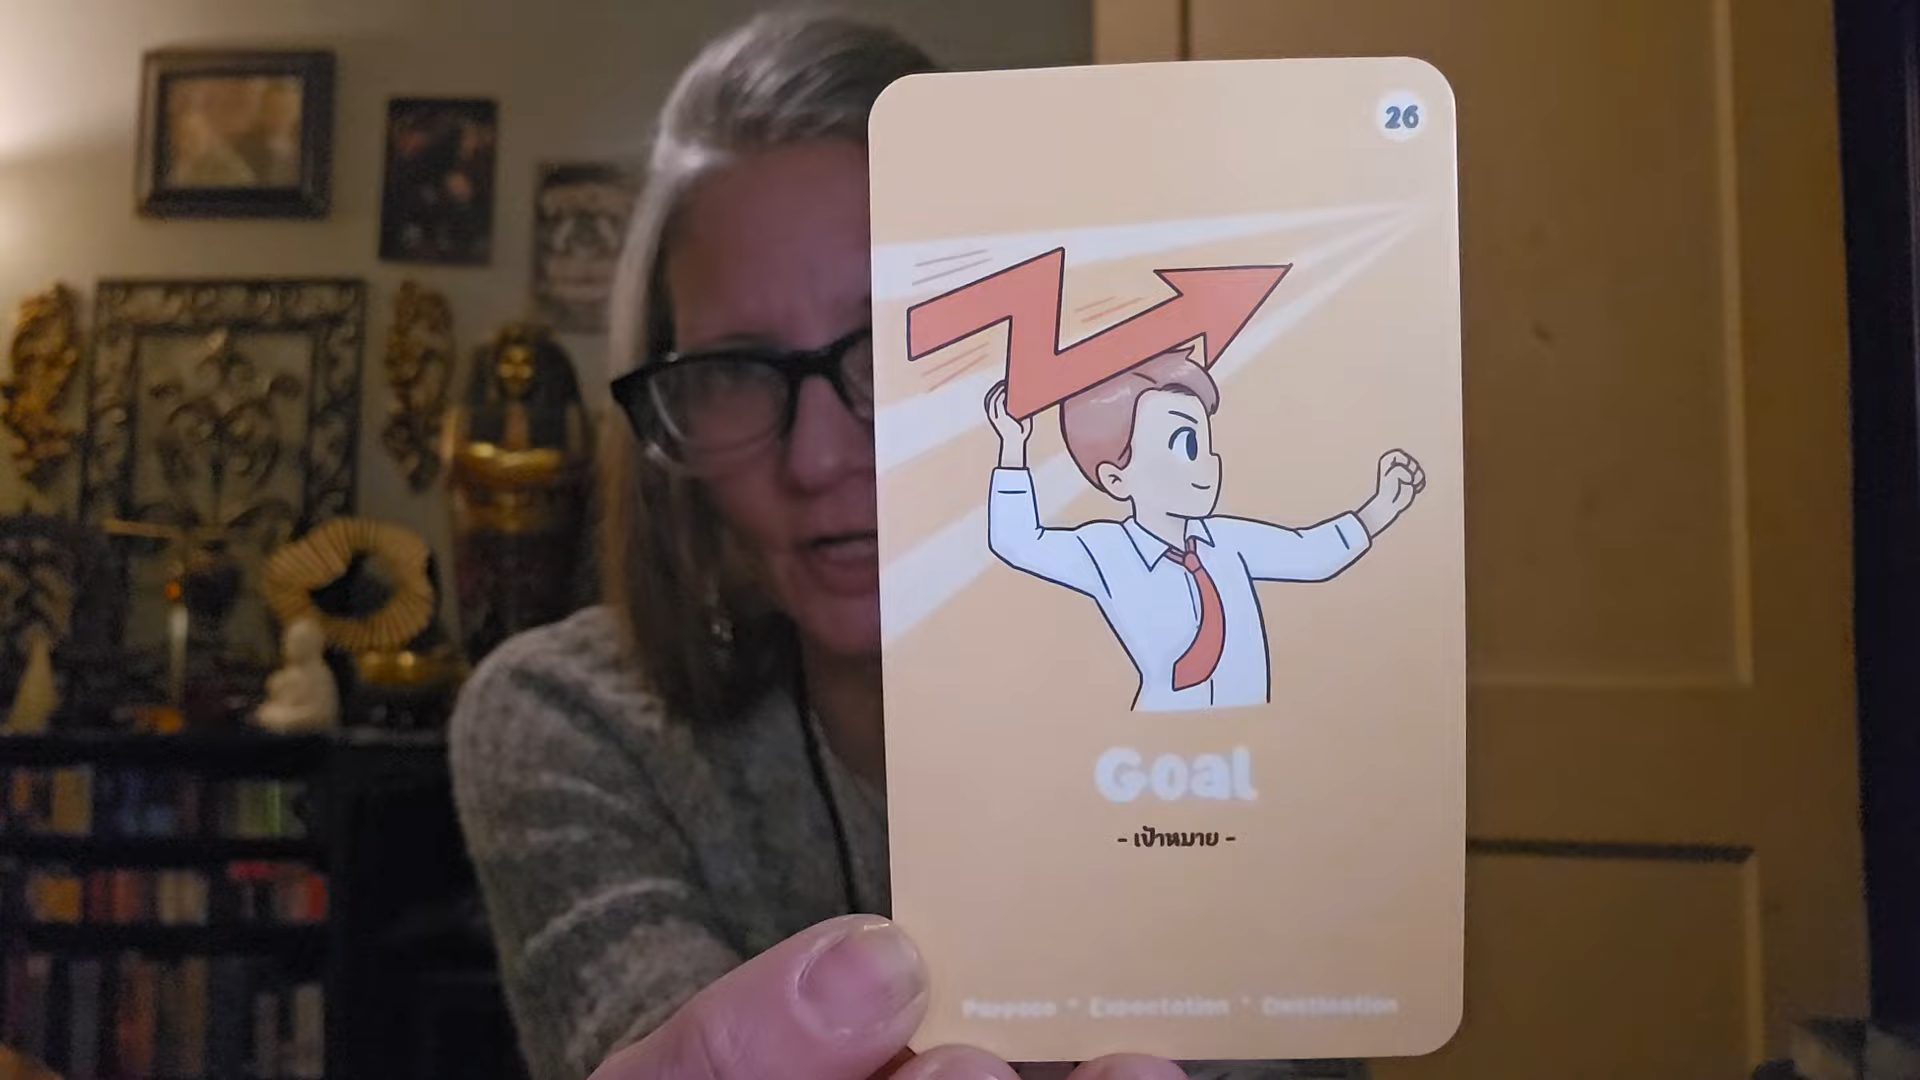 26
Goal
- เป้าหมาย -
Purpose * Expectation * Destination